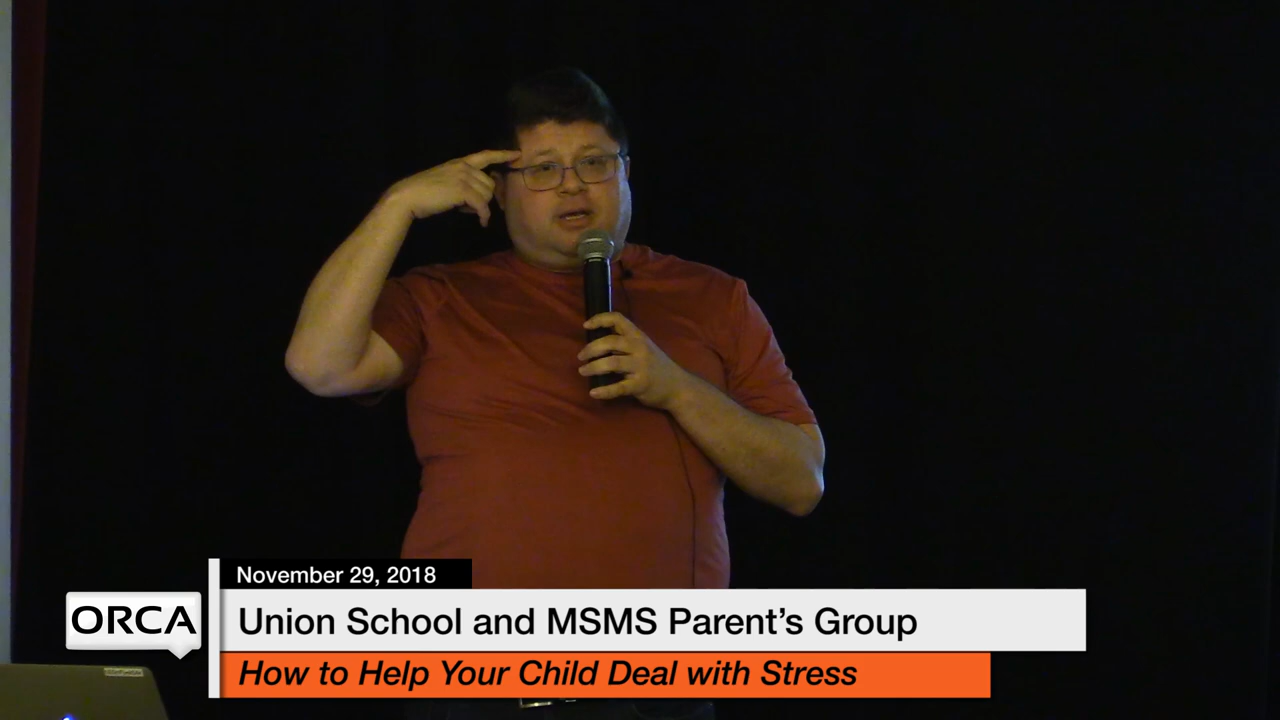 November 29, 2018
ORCA
Union School and MSMS Parent's Group
How to Help Your Child Deal with Stress